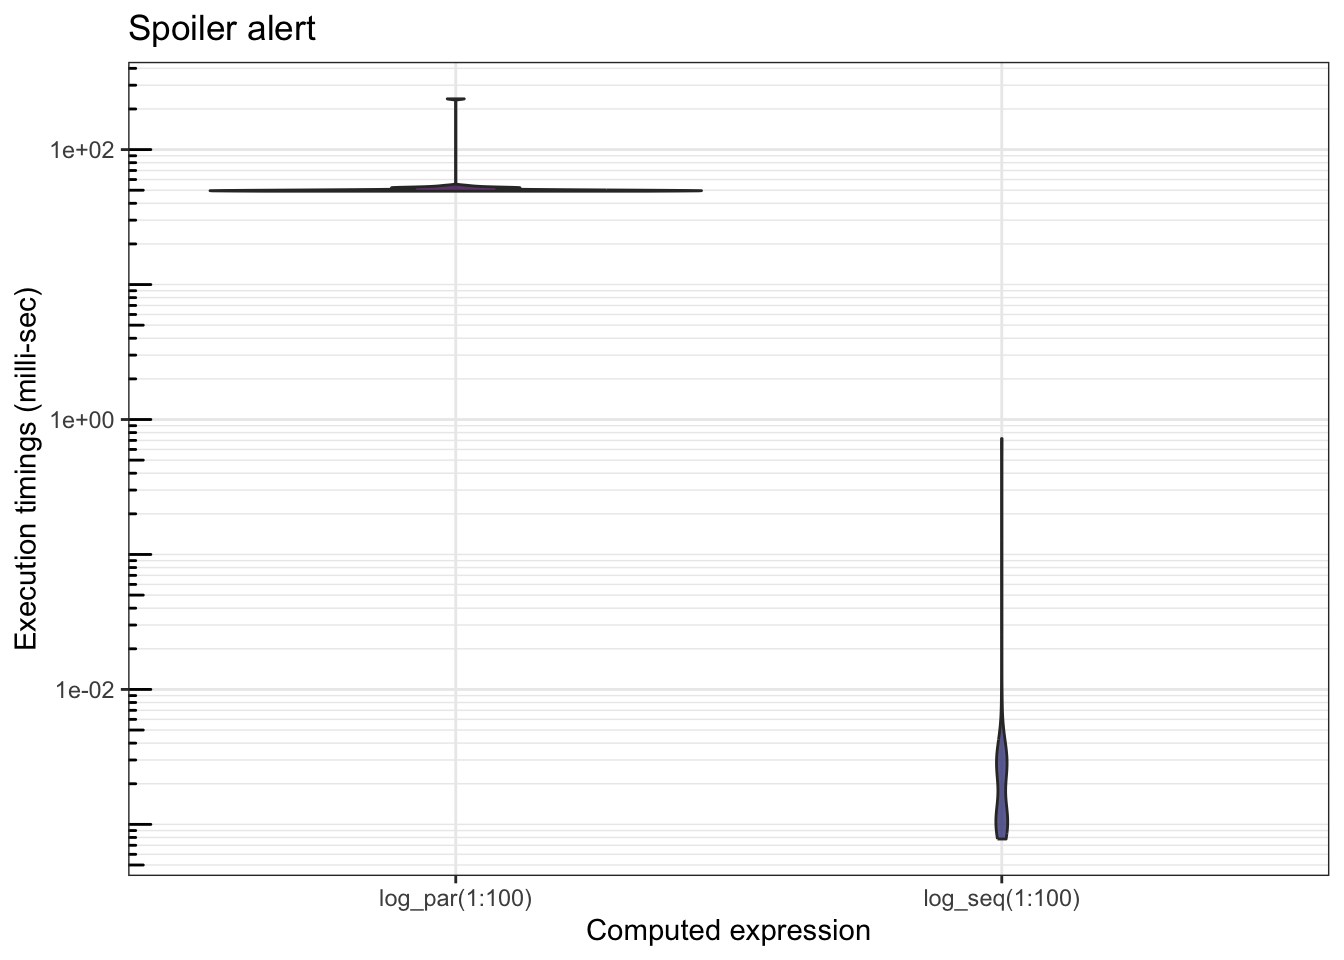 Spoiler alert
Execution timings (milli-sec)
1e+02
1e+00
1e-02
log_par(1:100)
log_seq(1:100)
Computed expression